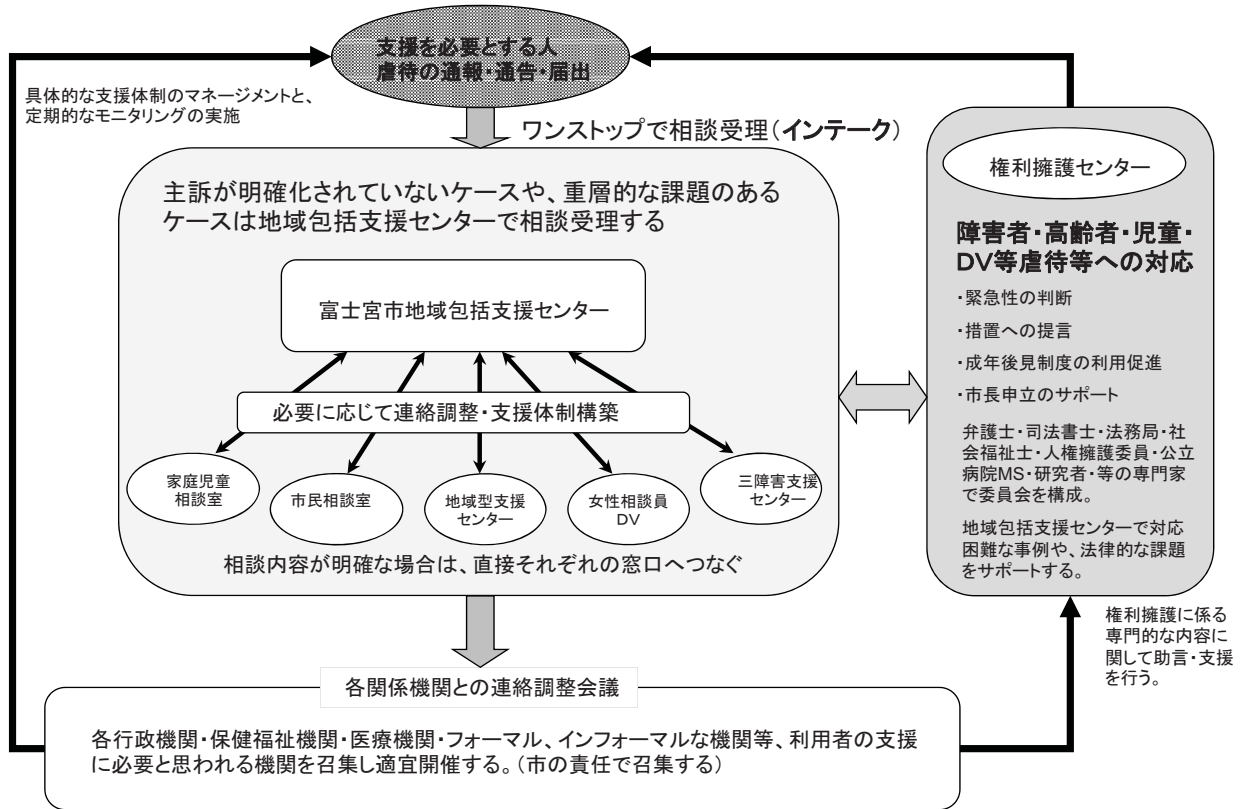 支援を必要とする人
虐待の通報・通告・届出
具体的な支援体制のマネージメントと、
定期的なモニタリングの実施
ワンストップで相談受理(インテーク)
主訴が明確化されていないケースや、重層的な課題のある
ケースは地域包括支援センターで相談受理する
富士宮市地域包括支援センター
必要に応じて連絡調整・支援体制構築
家庭児童
相談室
市民相談室
地域型支援
センター
女性相談員
DV
三障害支援
センター
相談内容が明確な場合は、直接それぞれの窓口へつなぐ
権利擁護センター
障害者・高齢者・児童・
DV等虐待等への対応
・緊急性の判断
・措置への提言
・成年後見制度の利用促進
・市長申立のサポート
弁護士・司法書士・法務局・社
会福祉士・人権擁護委員・公立
病院MS・研究者・等の専門家
で委員会を構成。
地域包括支援センターで対応
困難な事例や、法律的な課題
をサポートする。
権利擁護に係る
専門的な内容に
関して助言・支援
を行う。
各関係機関との連絡調整会議
各行政機関・保健福祉機関・医療機関・フォーマル、インフォーマルな機関等、利用者の支援
に必要と思われる機関を召集し適宜開催する。(市の責任で召集する)